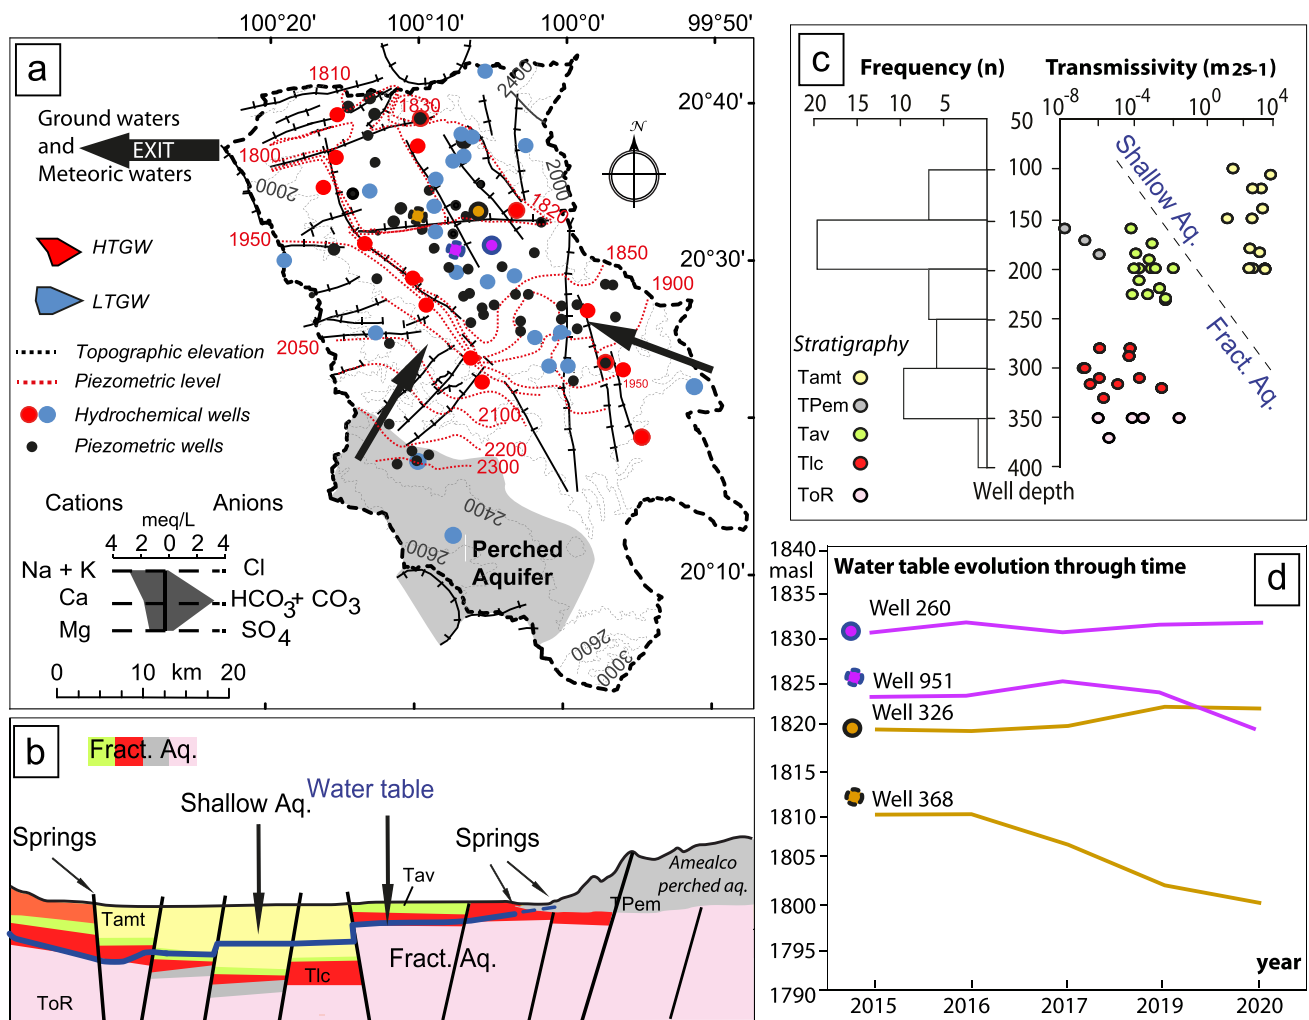 100°20' 100°10' 100°0' 99°50'
a
20°40'
20°30'
20°10'
1810
1830
1800
1820
1950
1850
1900
2050
1950
2100
2200
2300
2400
2000
2000
2400
2600
2600
3000
N
Ground waters
and
Meteoric waters
EXIT
HTGW
LTGW
Topographic elevation
Piezometric level
Hydrochemical wells
Piezometric wells
Perched
Aquifer
Cations Anions
meq/L
4 2 0 2 4
Na + K Cl
Ca HCO3+ CO3
Mg SO4
0 10 km 20
b
Fract. Aq.
Water table
Shallow Aq.
Springs
Springs
Tav
Amealco
perched aq.
Tamt
TPem
Fract. Aq.
Tlc
ToR
c
Frequency (n) Transmissivity (m2s-1)
20 15 10 5
10-8 10-4 100 104
50
100
150
200
250
300
350
400
Well depth
Shallow Aq.
Fract. Aq.
Stratigraphy
Tamt
TPem
Tav
Tlc
ToR
d
Water table evolution through time
1840
masl
1835
1830
1825
1820
1815
1810
1805
1800
1795
1790
Well 260
Well 951
Well 326
Well 368
year
2015 2016 2017 2019 2020